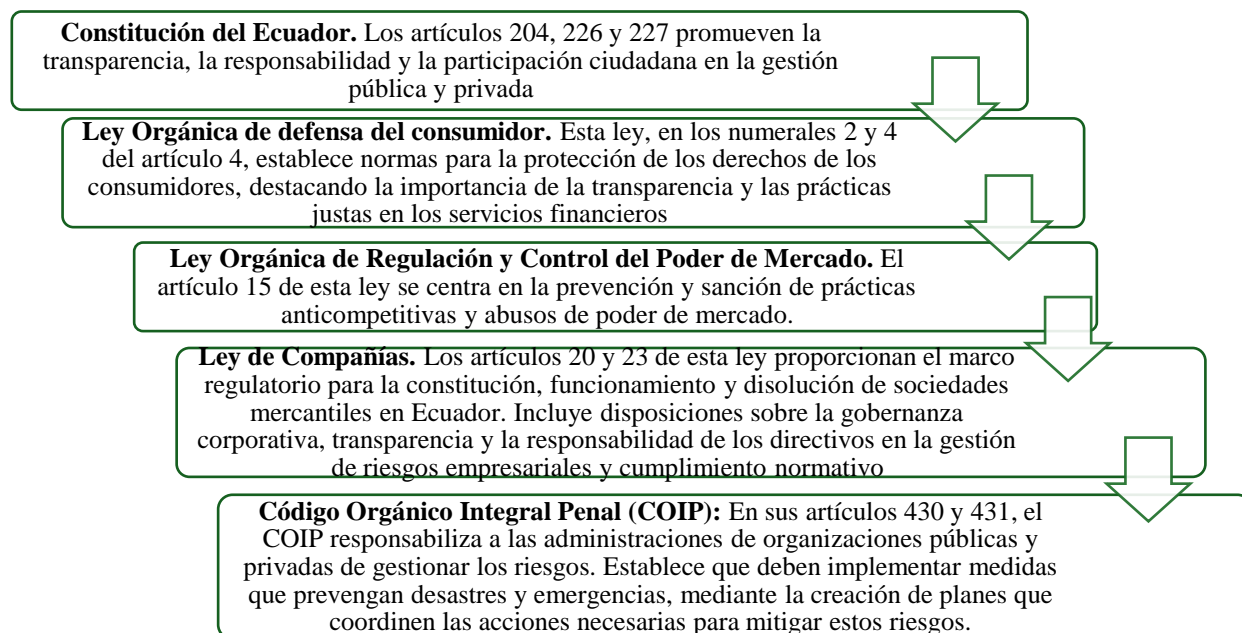 Constitución del Ecuador. Los artículos 204, 226 y 227 promueven la
transparencia, la responsabilidad y la participación ciudadana en la gestión
pública y privada
Ley Orgánica de defensa del consumidor. Esta ley, en los numerales 2 y 4
del artículo 4, establece normas para la protección de los derechos de los
consumidores, destacando la importancia de la transparencia y las prácticas
justas en los servicios financieros
Ley Orgánica de Regulación y Control del Poder de Mercado. El
artículo 15 de esta ley se centra en la prevención y sanción de prácticas
anticompetitivas y abusos de poder de mercado.
Ley de Compañías. Los artículos 20 y 23 de esta ley proporcionan el marco
regulatorio para la constitución, funcionamiento y disolución de sociedades
mercantiles en Ecuador. Incluye disposiciones sobre la gobernanza
corporativa, transparencia y la responsabilidad de los directivos en la gestión
de riesgos empresariales y cumplimiento normativo
Código Orgánico Integral Penal (COIP): En sus artículos 430 y 431, el
COIP responsabiliza a las administraciones de organizaciones públicas y
privadas de gestionar los riesgos. Establece que deben implementar medidas
que prevengan desastres y emergencias, mediante la creación de planes que
coordinen las acciones necesarias para mitigar estos riesgos.